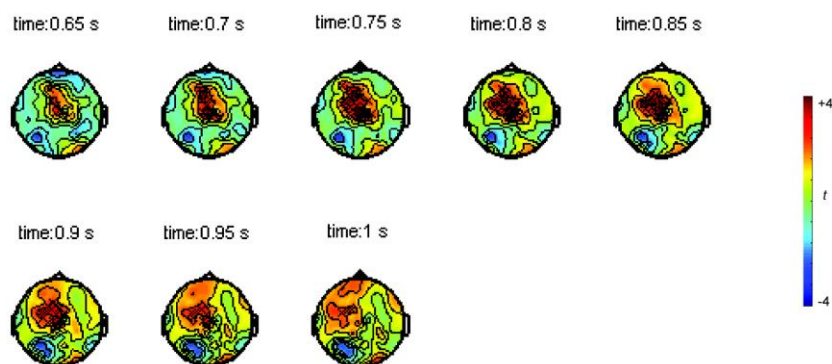 time:0.65 s
time:0.7 s
time:0.75 s
time:0.8 s
time:0.85 s
+4
t
-4
time:0.9 s
time:0.95 s
time:1 s